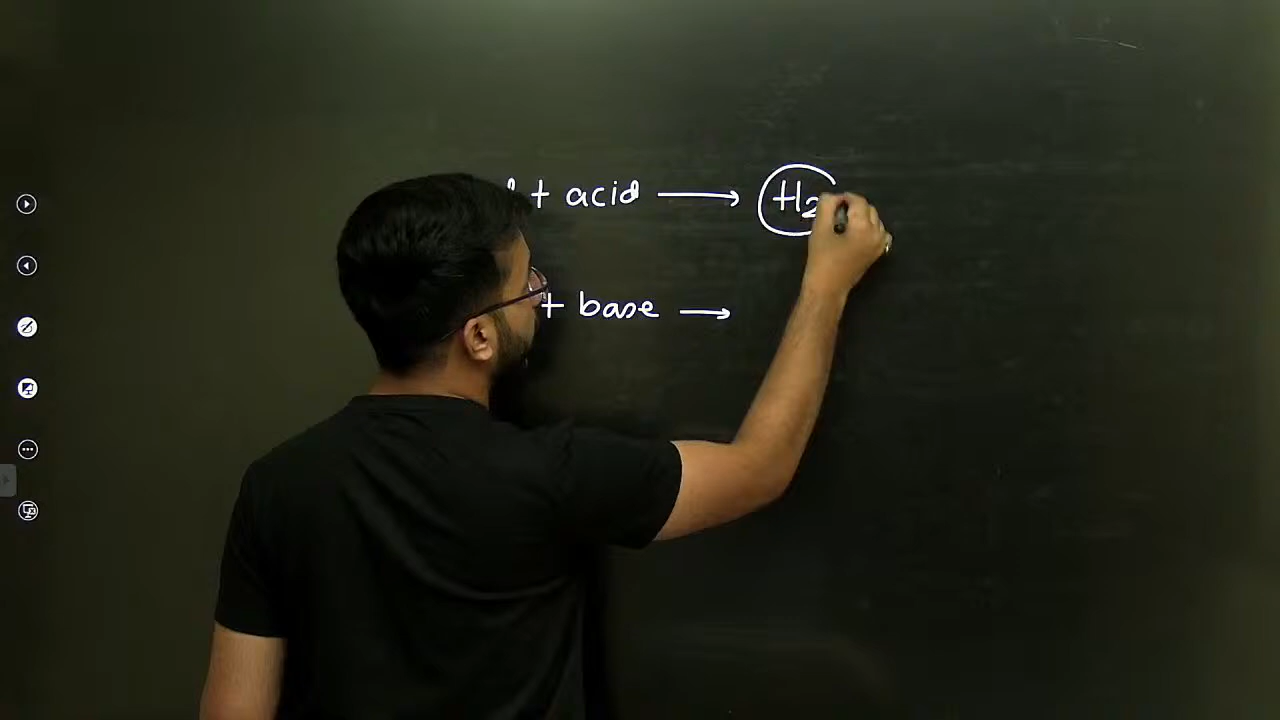 + acid ⟶ H₂
+ base ⟶